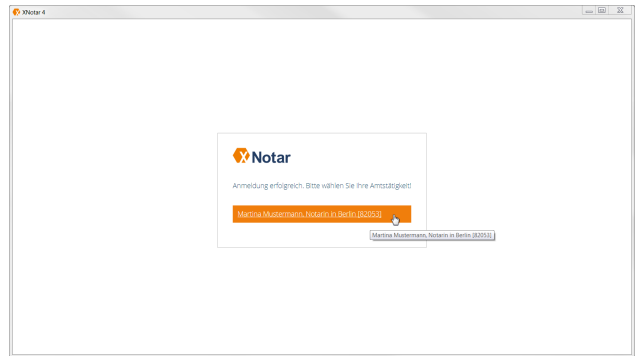 XNotar 4
XNotar
Anmeldung erfolgreich. Bitte wählen Sie Ihre Amtstätigkeit!
Martina Mustermann, Notarin in Berlin [82053]
Martina Mustermann, Notarin in Berlin [82053]